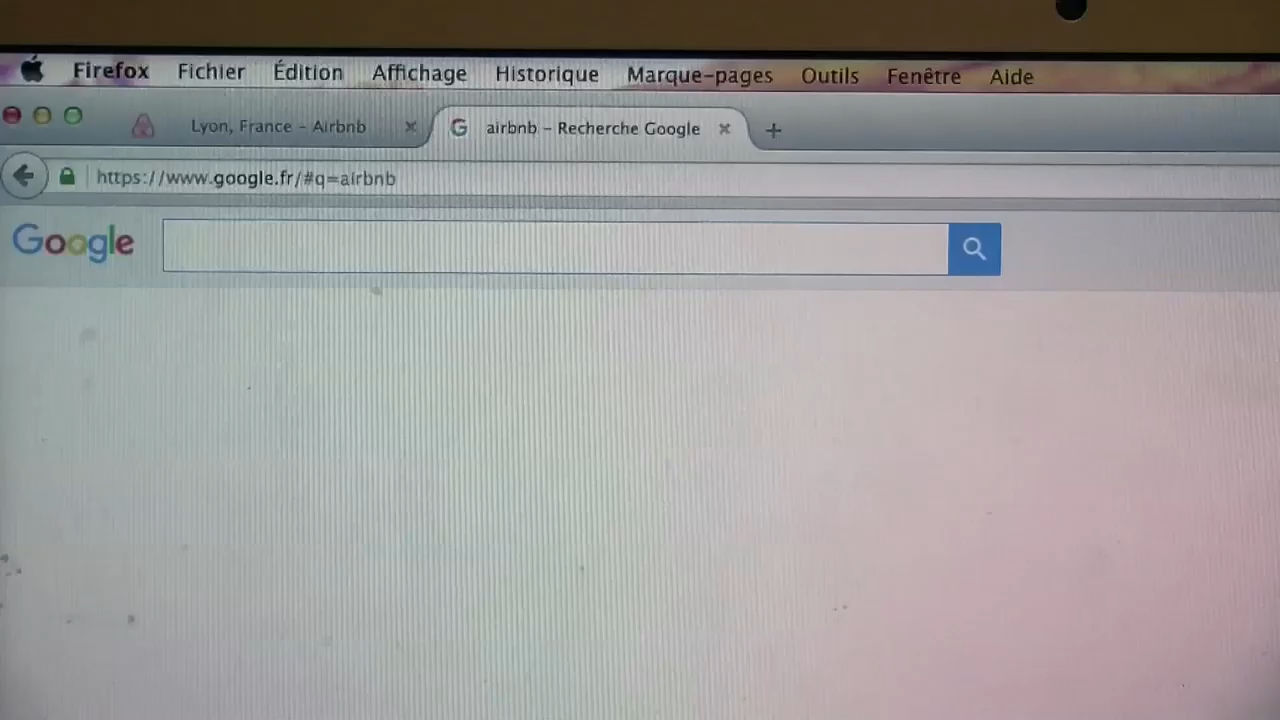 Firefox Fichier Édition Affichage Historique Marque-pages Outils Fenêtre Aide
Lyon, France - Airbnb airbnb - Recherche Google
https://www.google.fr/#q=airbnb
Google